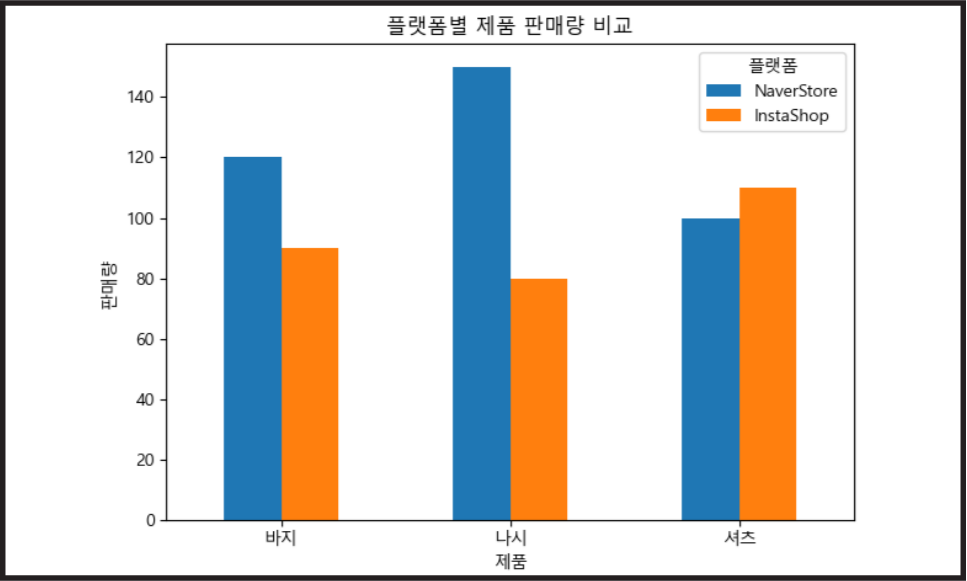 플랫폼별 제품 판매량 비교
플랫폼
NaverStore
InstaShop
판매량
140
120
100
80
60
40
20
0
바지 나시 셔츠
제품